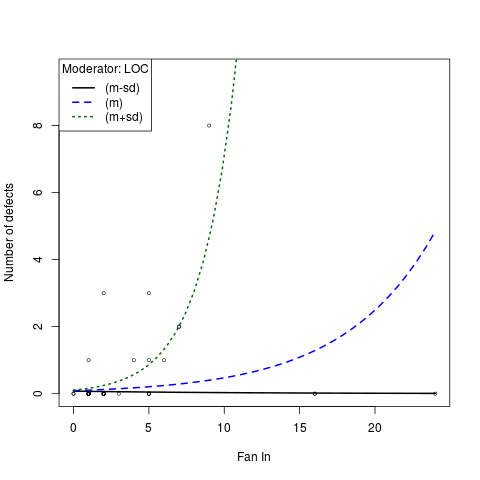 Moderator: LOC
(m-sd)
(m)
(m+sd)
Number of defects
8
6
4
2
0
0 5 10 15 20
Fan In